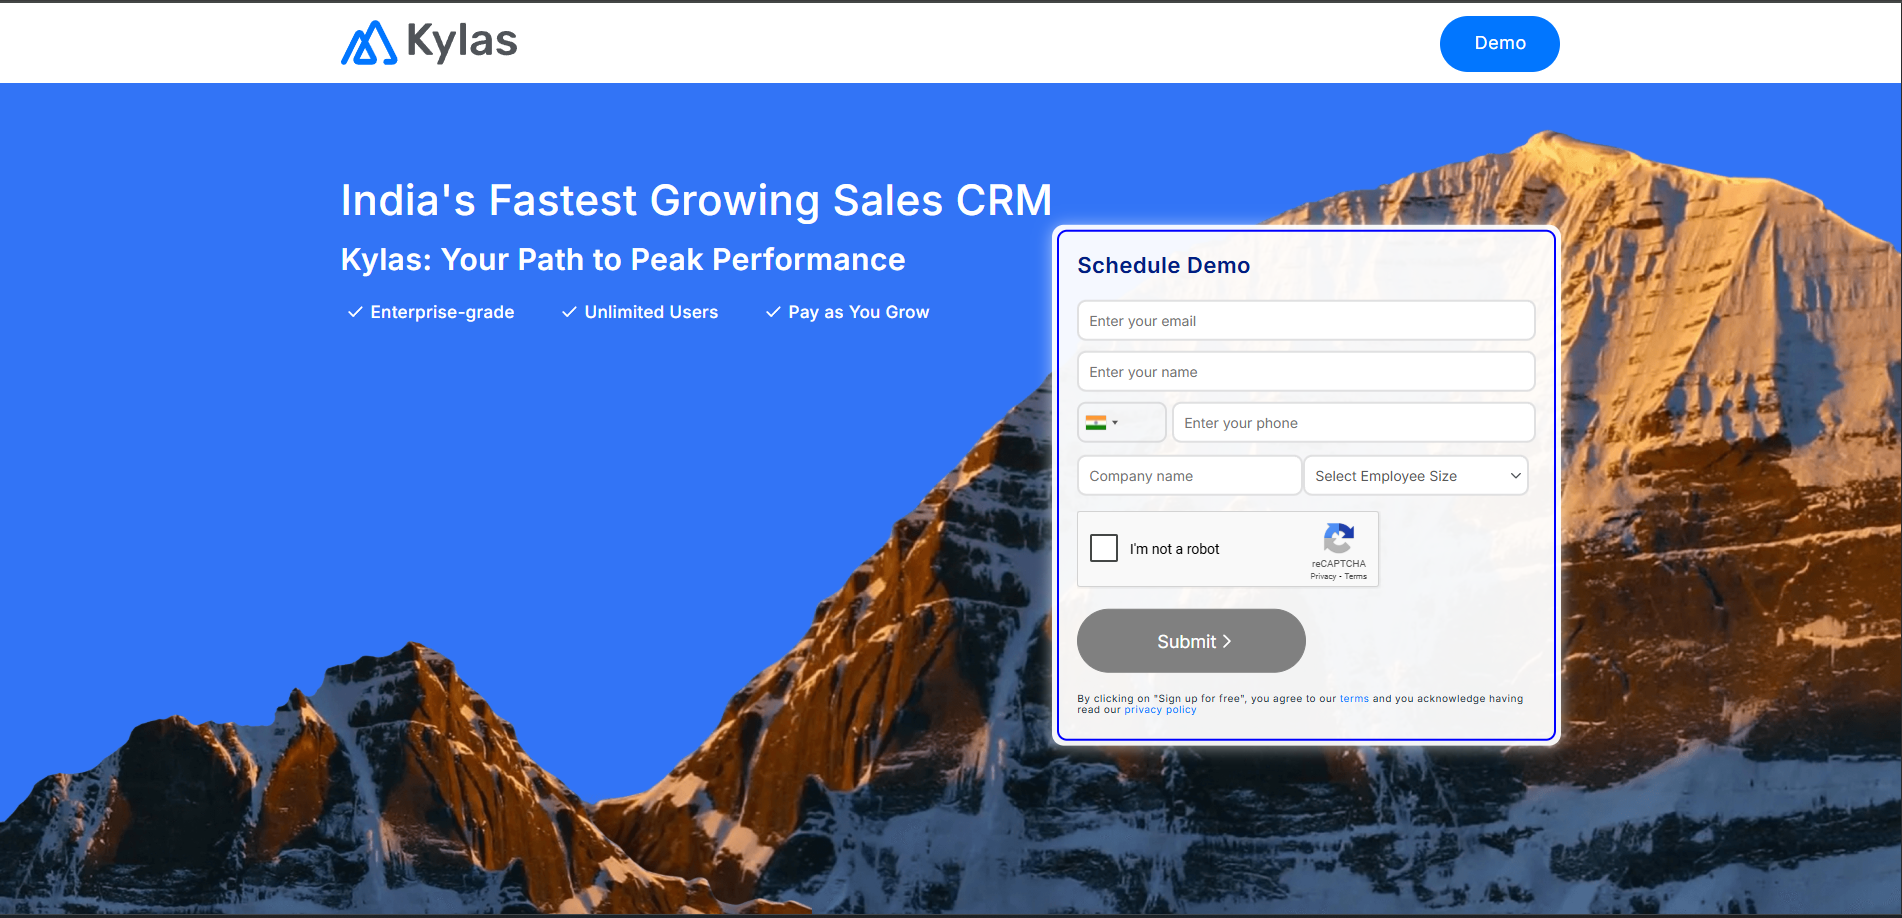 Kylas
Demo
India's Fastest Growing Sales CRM
Kylas: Your Path to Peak Performance
Enterprise-grade
Unlimited Users
Pay as You Grow
Schedule Demo
Enter your email
Enter your name
Enter your phone
Company name
Select Employee Size
I'm not a robot
reCAPTCHA
Privacy - Terms
Submit
By clicking on "Sign up for free", you agree to our terms and you acknowledge having
read our privacy policy